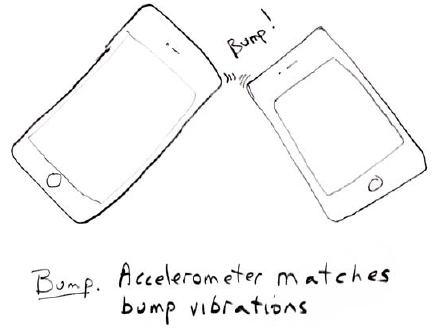 Bump!
Bump. Accelerometer matches
bump vibrations